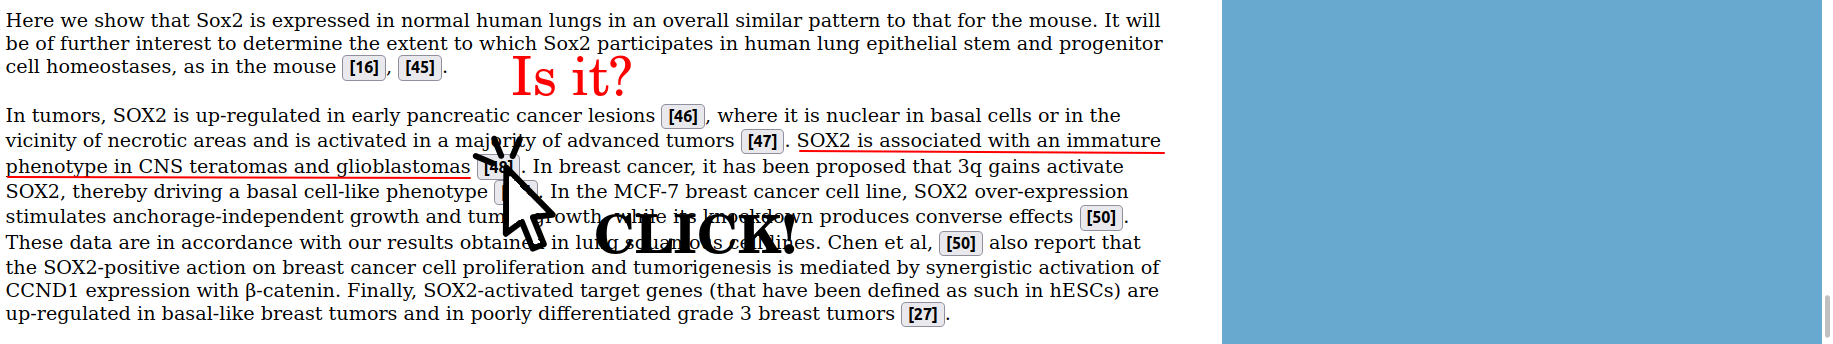 Here we show that Sox2 is expressed in normal human lungs in an overall similar pattern to that for the mouse. It will
be of further interest to determine the extent to which Sox2 participates in human lung epithelial stem and progenitor
cell homeostases, as in the mouse [16], [45].
Is it?
In tumors, SOX2 is up-regulated in early pancreatic cancer lesions [46], where it is nuclear in basal cells or in the
vicinity of necrotic areas and is activated in a majority of advanced tumors [47]. SOX2 is associated with an immature
phenotype in CNS teratomas and glioblastomas [48]. In breast cancer, it has been proposed that 3q gains activate
SOX2, thereby driving a basal cell-like phenotype . In the MCF-7 breast cancer cell line, SOX2 over-expression
stimulates anchorage-independent growth and tumor growth, while its knockdown produces converse effects [50].
These data are in accordance with our results obtained in lung squamous cell lines. Chen et al, [50] also report that
CLICK!
the SOX2-positive action on breast cancer cell proliferation and tumorigenesis is mediated by synergistic activation of
CCND1 expression with β-catenin. Finally, SOX2-activated target genes (that have been defined as such in hESCs) are
up-regulated in basal-like breast tumors and in poorly differentiated grade 3 breast tumors [27].